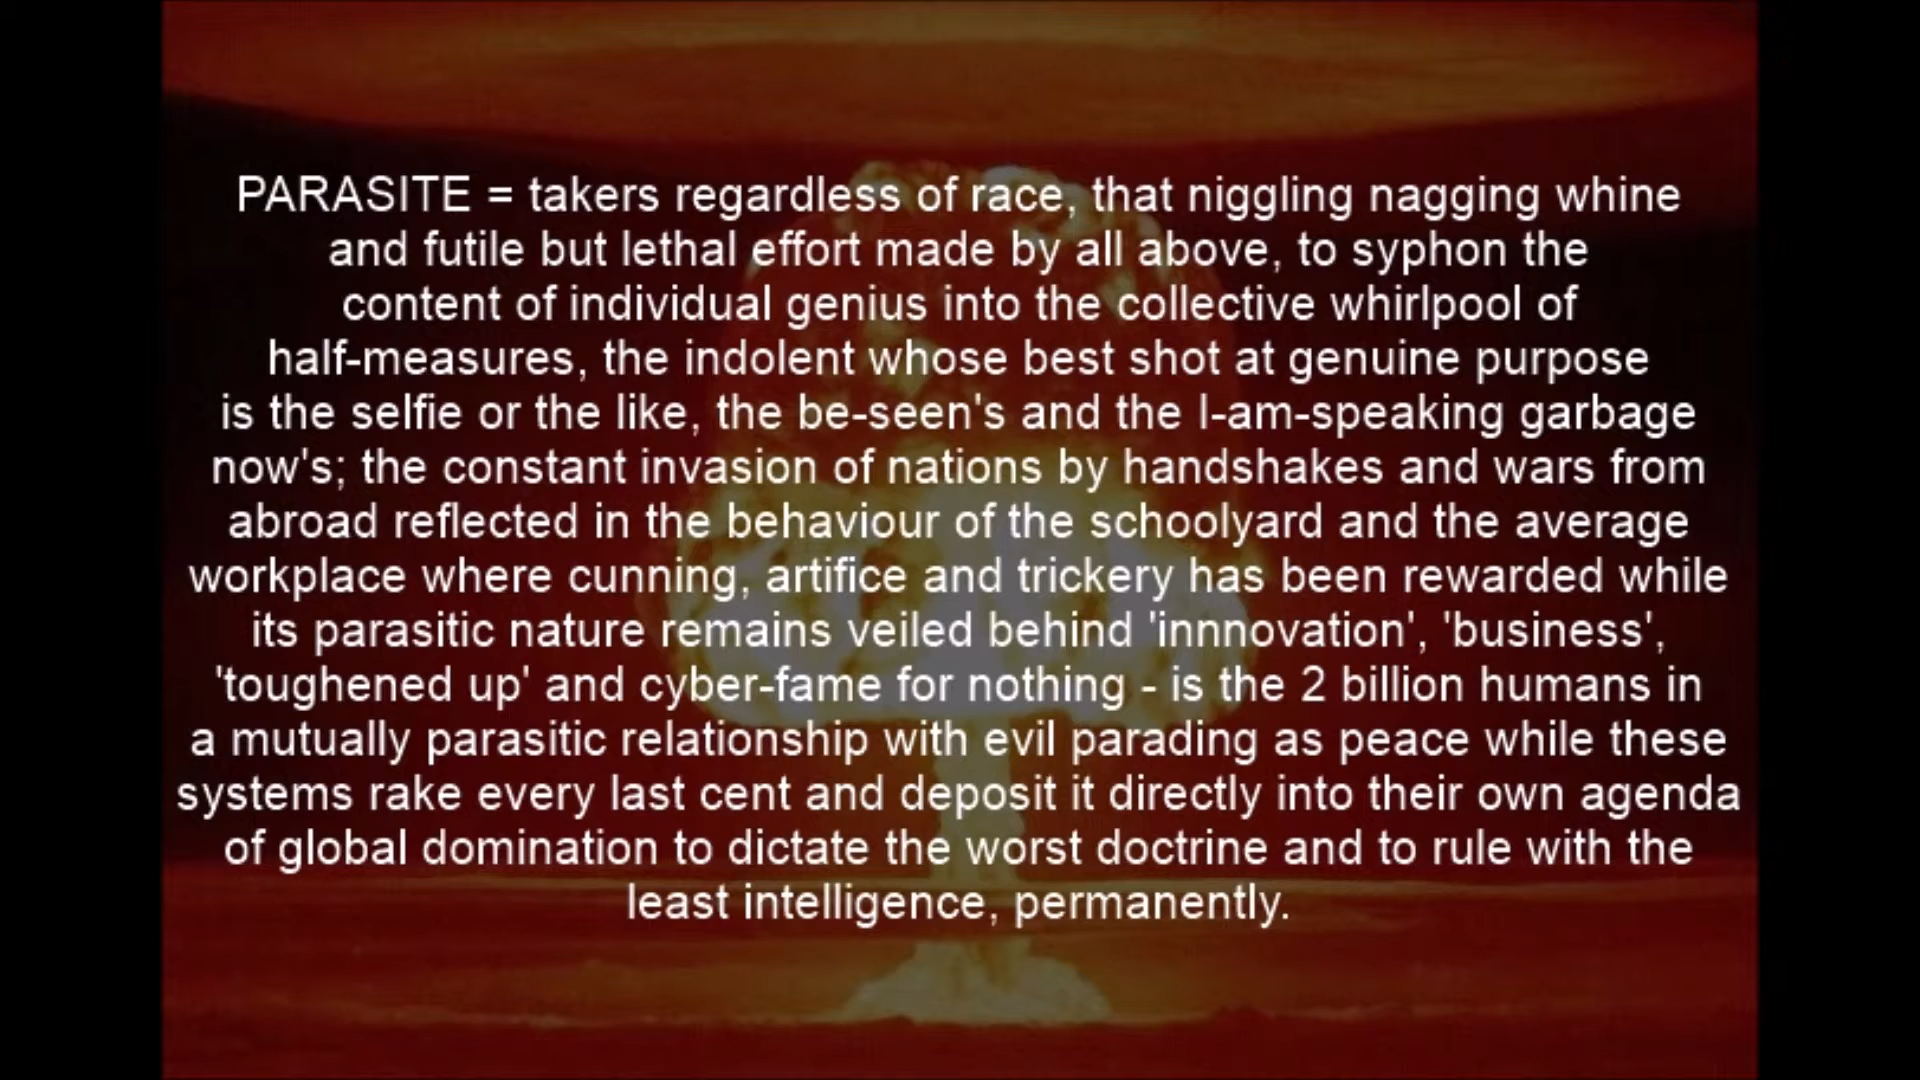 PARASITE = takers regardless of race, that niggling nagging whine
and futile but lethal effort made by all above, to syphon the
content of individual genius into the collective whirlpool of
half-measures, the indolent whose best shot at genuine purpose
is the selfie or the like, the be-seen's and the I-am-speaking garbage
now's; the constant invasion of nations by handshakes and wars from
abroad reflected in the behaviour of the schoolyard and the average
workplace where cunning, artifice and trickery has been rewarded while
its parasitic nature remains veiled behind 'innnovation', 'business',
'toughened up' and cyber-fame for nothing - is the 2 billion humans in
a mutually parasitic relationship with evil parading as peace while these
systems rake every last cent and deposit it directly into their own agenda
of global domination to dictate the worst doctrine and to rule with the
least intelligence, permanently.